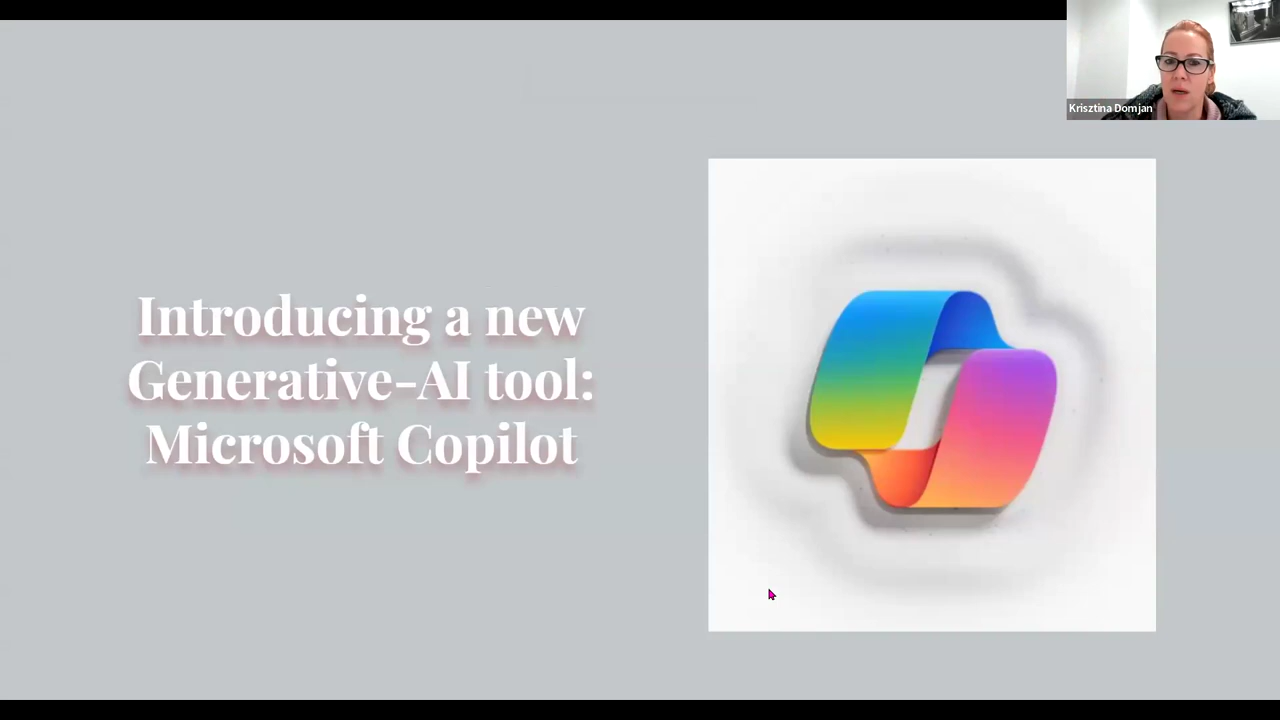 Krisztina Domjan
Introducing a new
Generative-AI tool:
Microsoft Copilot